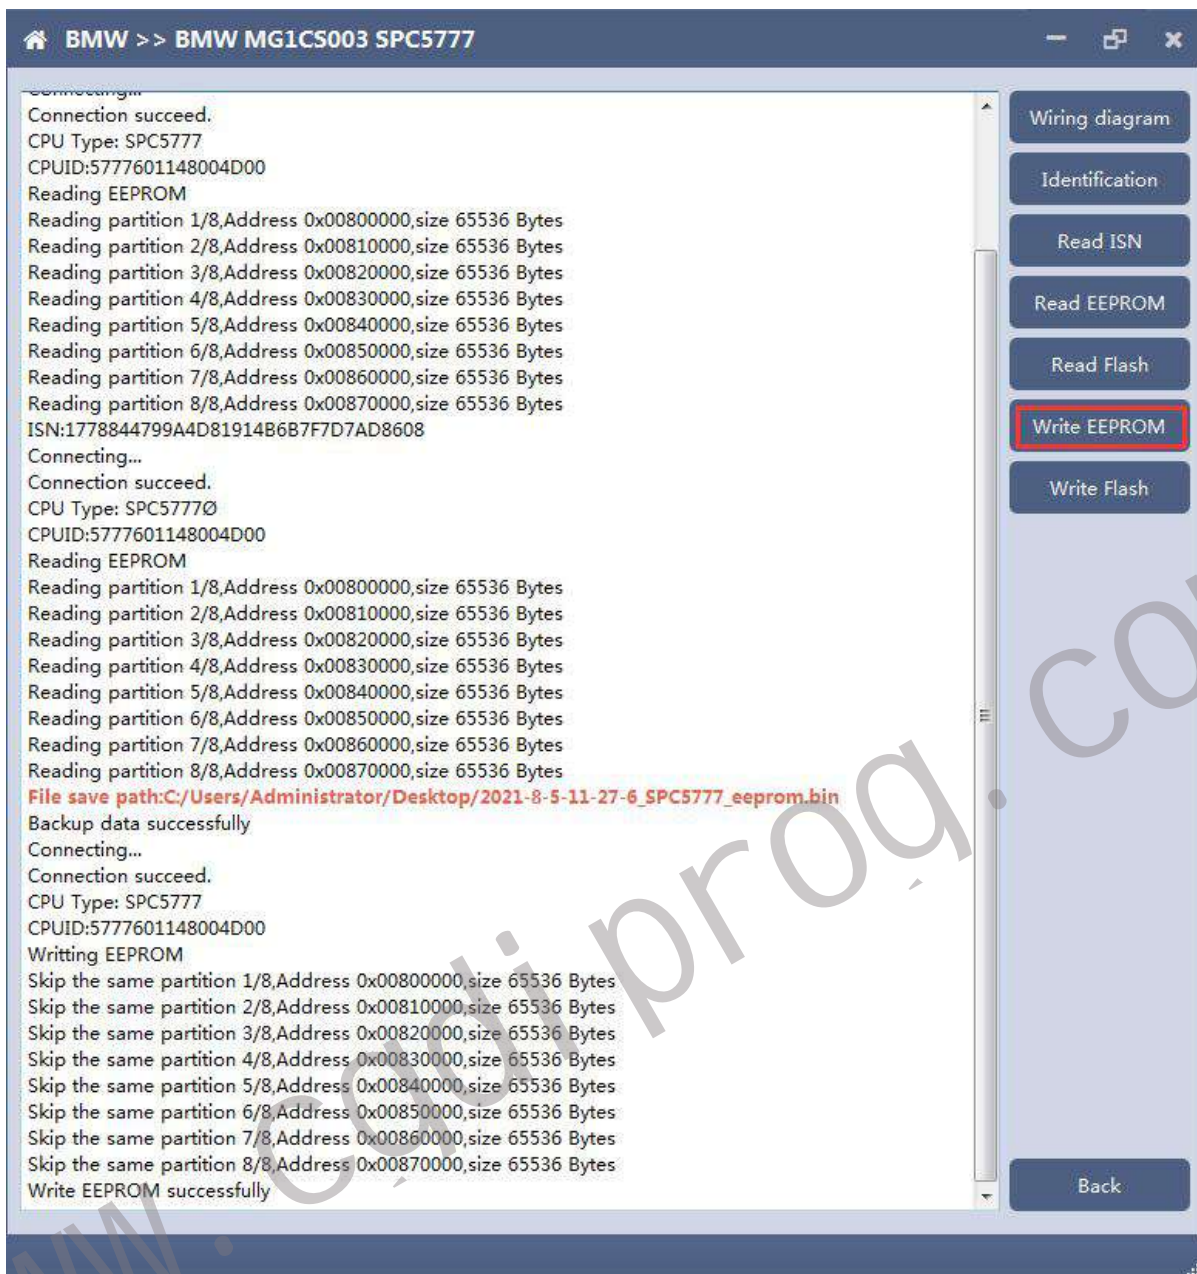 BMW >> BMW MG1CS003 SPC5777
Connecting...
Connection succeed.
CPU Type: SPC5777
CPUID:5777601148004D00
Reading EEPROM
Reading partition 1/8,Address 0x00800000,size 65536 Bytes
Reading partition 2/8,Address 0x00810000,size 65536 Bytes
Reading partition 3/8,Address 0x00820000,size 65536 Bytes
Reading partition 4/8,Address 0x00830000,size 65536 Bytes
Reading partition 5/8,Address 0x00840000,size 65536 Bytes
Reading partition 6/8,Address 0x00850000,size 65536 Bytes
Reading partition 7/8,Address 0x00860000,size 65536 Bytes
Reading partition 8/8,Address 0x00870000,size 65536 Bytes
ISN:1778844799A4D81914B6B7F7D7AD8608
Connecting...
Connection succeed.
CPU Type: SPC5777Ø
CPUID:5777601148004D00
Reading EEPROM
Reading partition 1/8,Address 0x00800000,size 65536 Bytes
Reading partition 2/8,Address 0x00810000,size 65536 Bytes
Reading partition 3/8,Address 0x00820000,size 65536 Bytes
Reading partition 4/8,Address 0x00830000,size 65536 Bytes
Reading partition 5/8,Address 0x00840000,size 65536 Bytes
Reading partition 6/8,Address 0x00850000,size 65536 Bytes
Reading partition 7/8,Address 0x00860000,size 65536 Bytes
Reading partition 8/8,Address 0x00870000,size 65536 Bytes
File save path:C:/Users/Administrator/Desktop/2021-8-5-11-27-6_SPC5777_eeprom.bin
Backup data successfully
Connecting...
Connection succeed.
CPU Type: SPC5777
CPUID:5777601148004D00
Writting EEPROM
Skip the same partition 1/8,Address 0x00800000,size 65536 Bytes
Skip the same partition 2/8,Address 0x00810000,size 65536 Bytes
Skip the same partition 3/8,Address 0x00820000,size 65536 Bytes
Skip the same partition 4/8,Address 0x00830000,size 65536 Bytes
Skip the same partition 5/8,Address 0x00840000,size 65536 Bytes
Skip the same partition 6/8,Address 0x00850000,size 65536 Bytes
Skip the same partition 7/8,Address 0x00860000,size 65536 Bytes
Skip the same partition 8/8,Address 0x00870000,size 65536 Bytes
Write EEPROM successfully
Wiring diagram
Identification
Read ISN
Read EEPROM
Read Flash
Write EEPROM
Write Flash
Back
www.cgdiprog.co